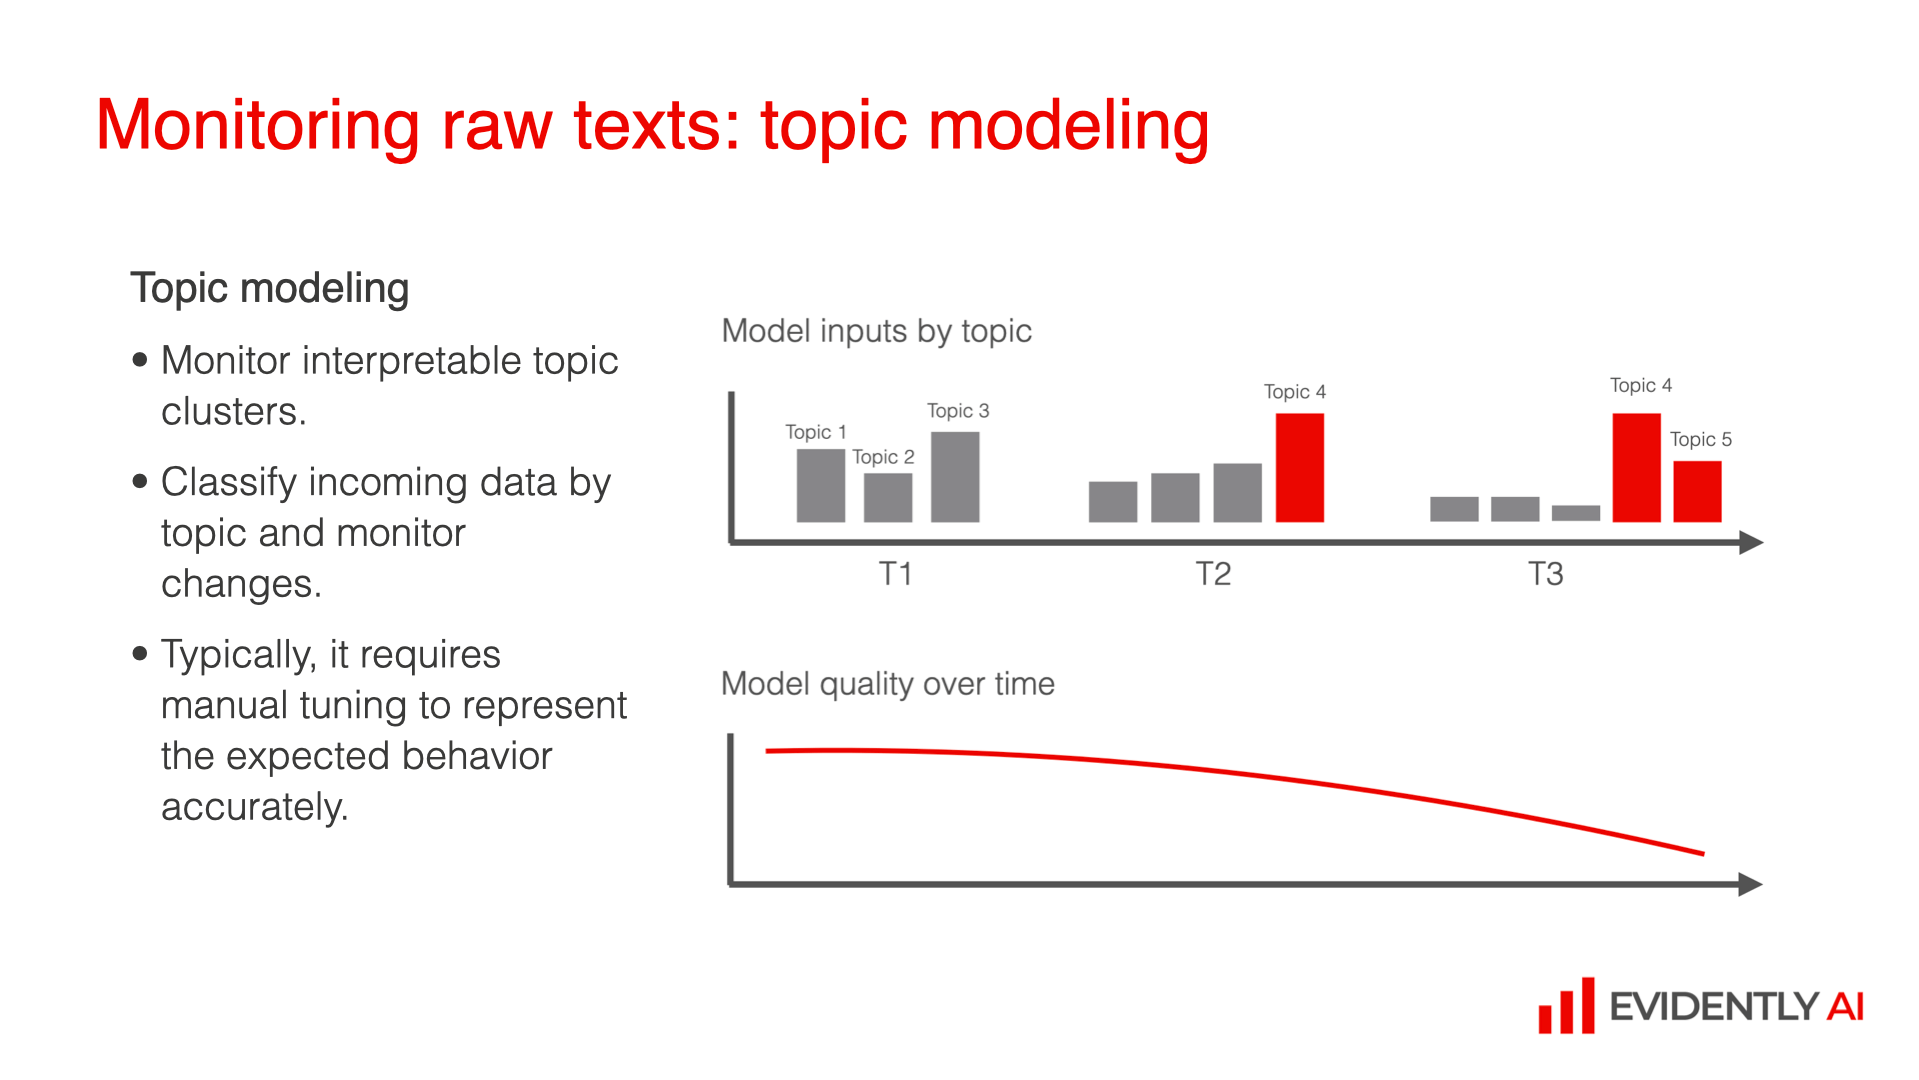 Monitoring raw texts: topic modeling
Topic modeling
• Monitor interpretable topic
clusters.
• Classify incoming data by
topic and monitor
changes.
• Typically, it requires
manual tuning to represent
the expected behavior
accurately.
Model inputs by topic
Topic 1
Topic 2
Topic 3
Topic 4
Topic 4
Topic 5
T1
T2
T3
Model quality over time
EVIDENTLY AI